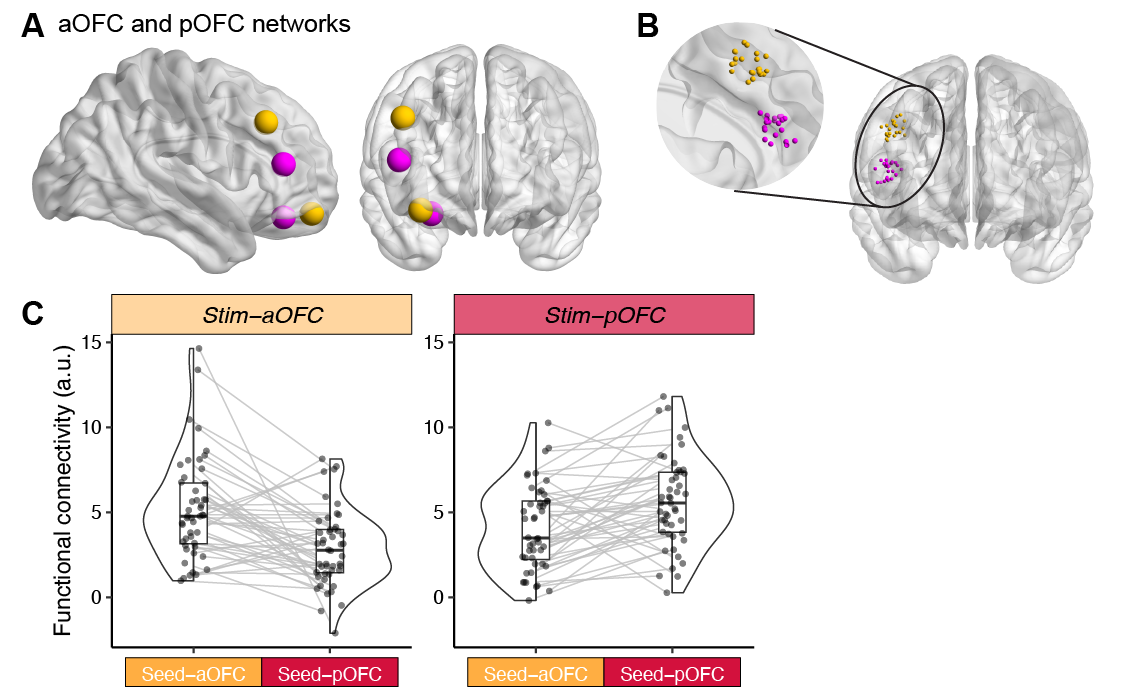 A aOFC and pOFC networks
B
C
Stim–aOFC
Stim–pOFC
Functional connectivity (a.u.)
15
10
5
0
15
10
5
0
Seed–aOFC Seed–pOFC
Seed–aOFC Seed–pOFC